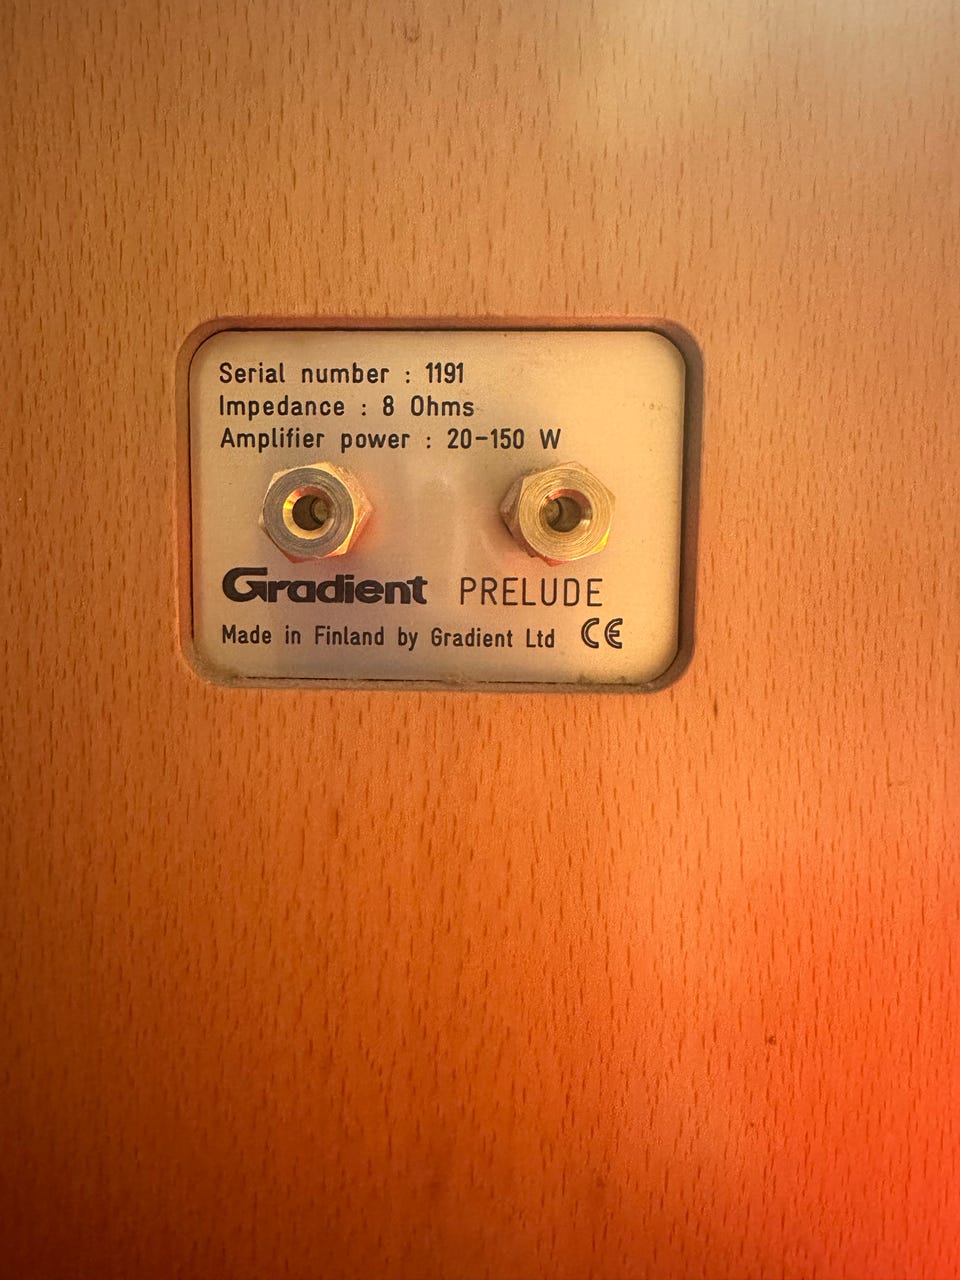 Serial number : 1191
Impedance : 8 Ohms
Amplifier power : 20-150 W
Gradient PRELUDE
Made in Finland by Gradient Ltd CE